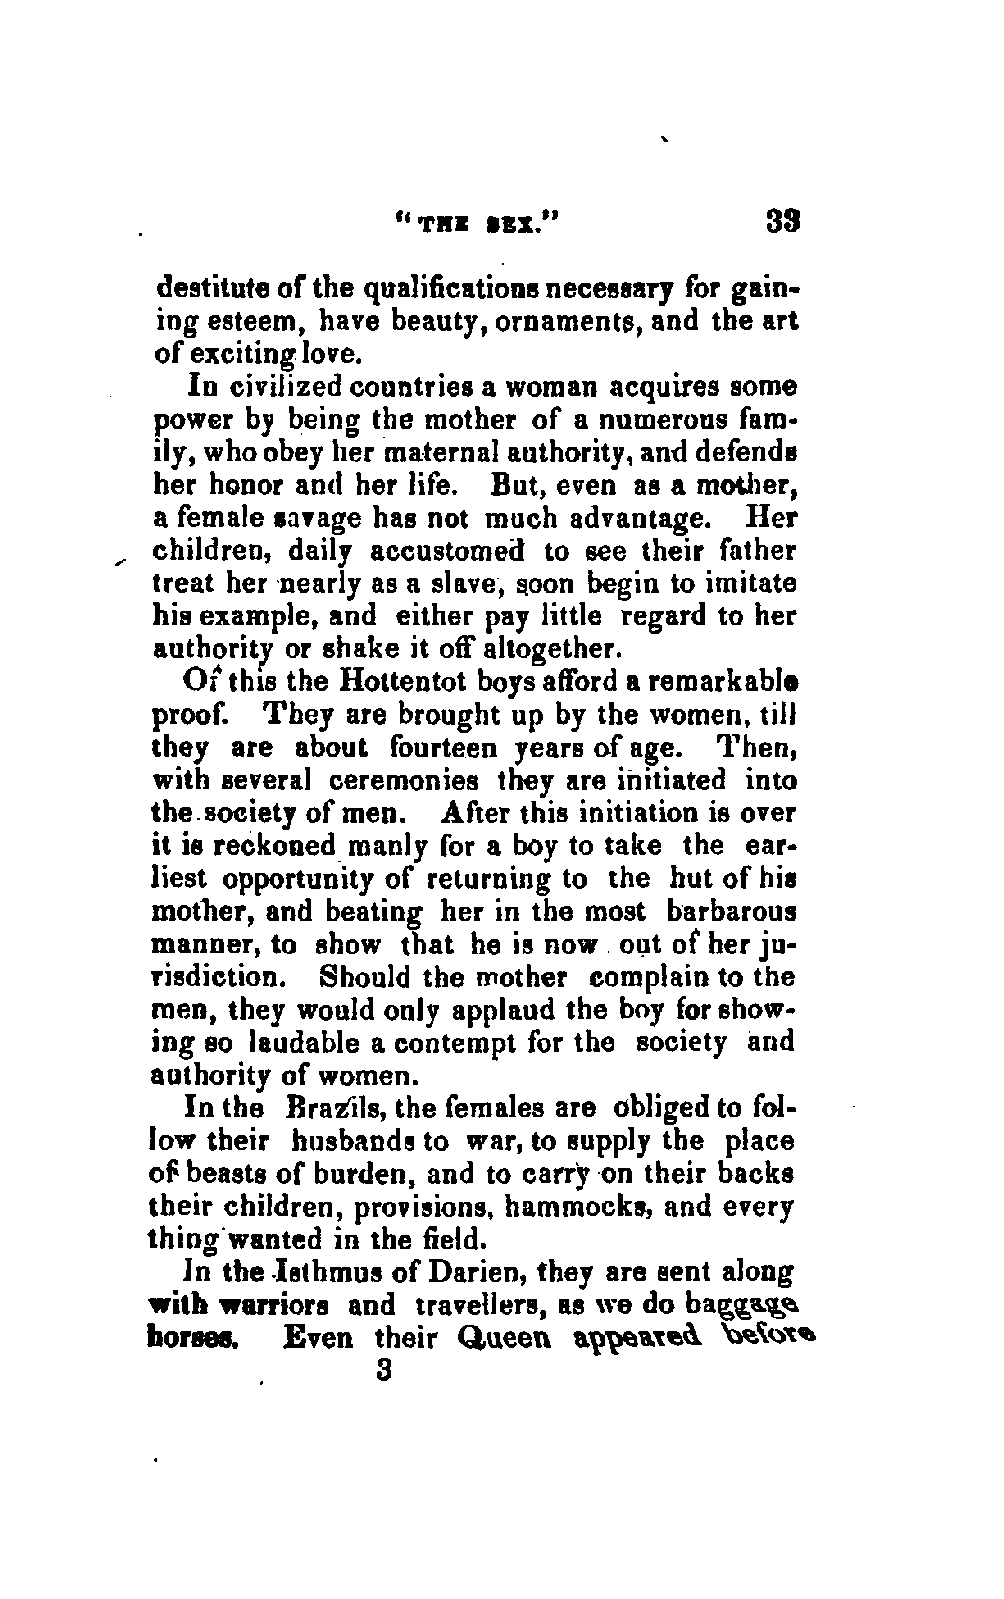 "THE SEX." 33
destitute of the qualifications necessary for gain-
ing esteem, have beauty, ornaments, and the art
of exciting love.
In civilized countries a woman acquires some
power by being the mother of a numerous fam-
ily, who obey her maternal authority, and defends
her honor and her life. But, even as a mother,
a female savage has not much advantage. Her
children, daily accustomed to see their father
treat her nearly as a slave, soon begin to imitate
his example, and either pay little regard to her
authority or shake it off altogether.
Of this the Hottentot boys afford a remarkable
proof. They are brought up by the women, till
they are about fourteen years of age. Then,
with several ceremonies they are initiated into
the society of men. After this initiation is over
it is reckoned manly for a boy to take the ear-
liest opportunity of returning to the hut of his
mother, and beating her in the most barbarous
manner, to show that he is now out of her ju-
risdiction. Should the mother complain to the
men, they would only applaud the boy for show-
ing so laudable a contempt for the society and
authority of women.
In the Brazils, the females are obliged to fol-
low their husbands to war, to supply the place
of beasts of burden, and to carry on their backs
their children, provisions, hammocks, and every
thing wanted in the field.
In the Isthmus of Darien, they are sent along
with warriors and travellers, as we do baggage
horses. Even their Queen appeared before
3